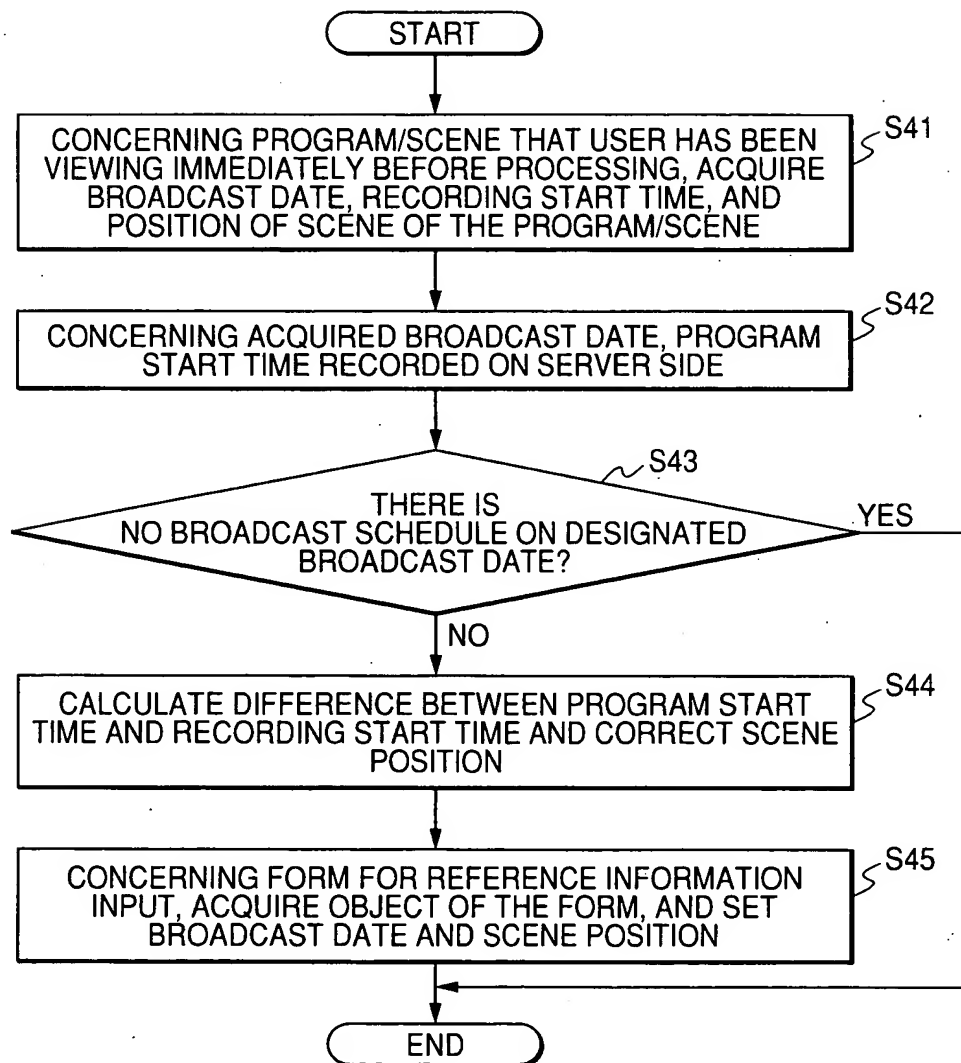 START
S41
CONCERNING PROGRAM/SCENE THAT USER HAS BEEN
VIEWING IMMEDIATELY BEFORE PROCESSING, ACQUIRE
BROADCAST DATE, RECORDING START TIME, AND
POSITION OF SCENE OF THE PROGRAM/SCENE
S42
CONCERNING ACQUIRED BROADCAST DATE, PROGRAM
START TIME RECORDED ON SERVER SIDE
S43
THERE IS
NO BROADCAST SCHEDULE ON DESIGNATED
BROADCAST DATE?
YES
NO
S44
CALCULATE DIFFERENCE BETWEEN PROGRAM START
TIME AND RECORDING START TIME AND CORRECT SCENE
POSITION
S45
CONCERNING FORM FOR REFERENCE INFORMATION
INPUT, ACQUIRE OBJECT OF THE FORM, AND SET
BROADCAST DATE AND SCENE POSITION
END